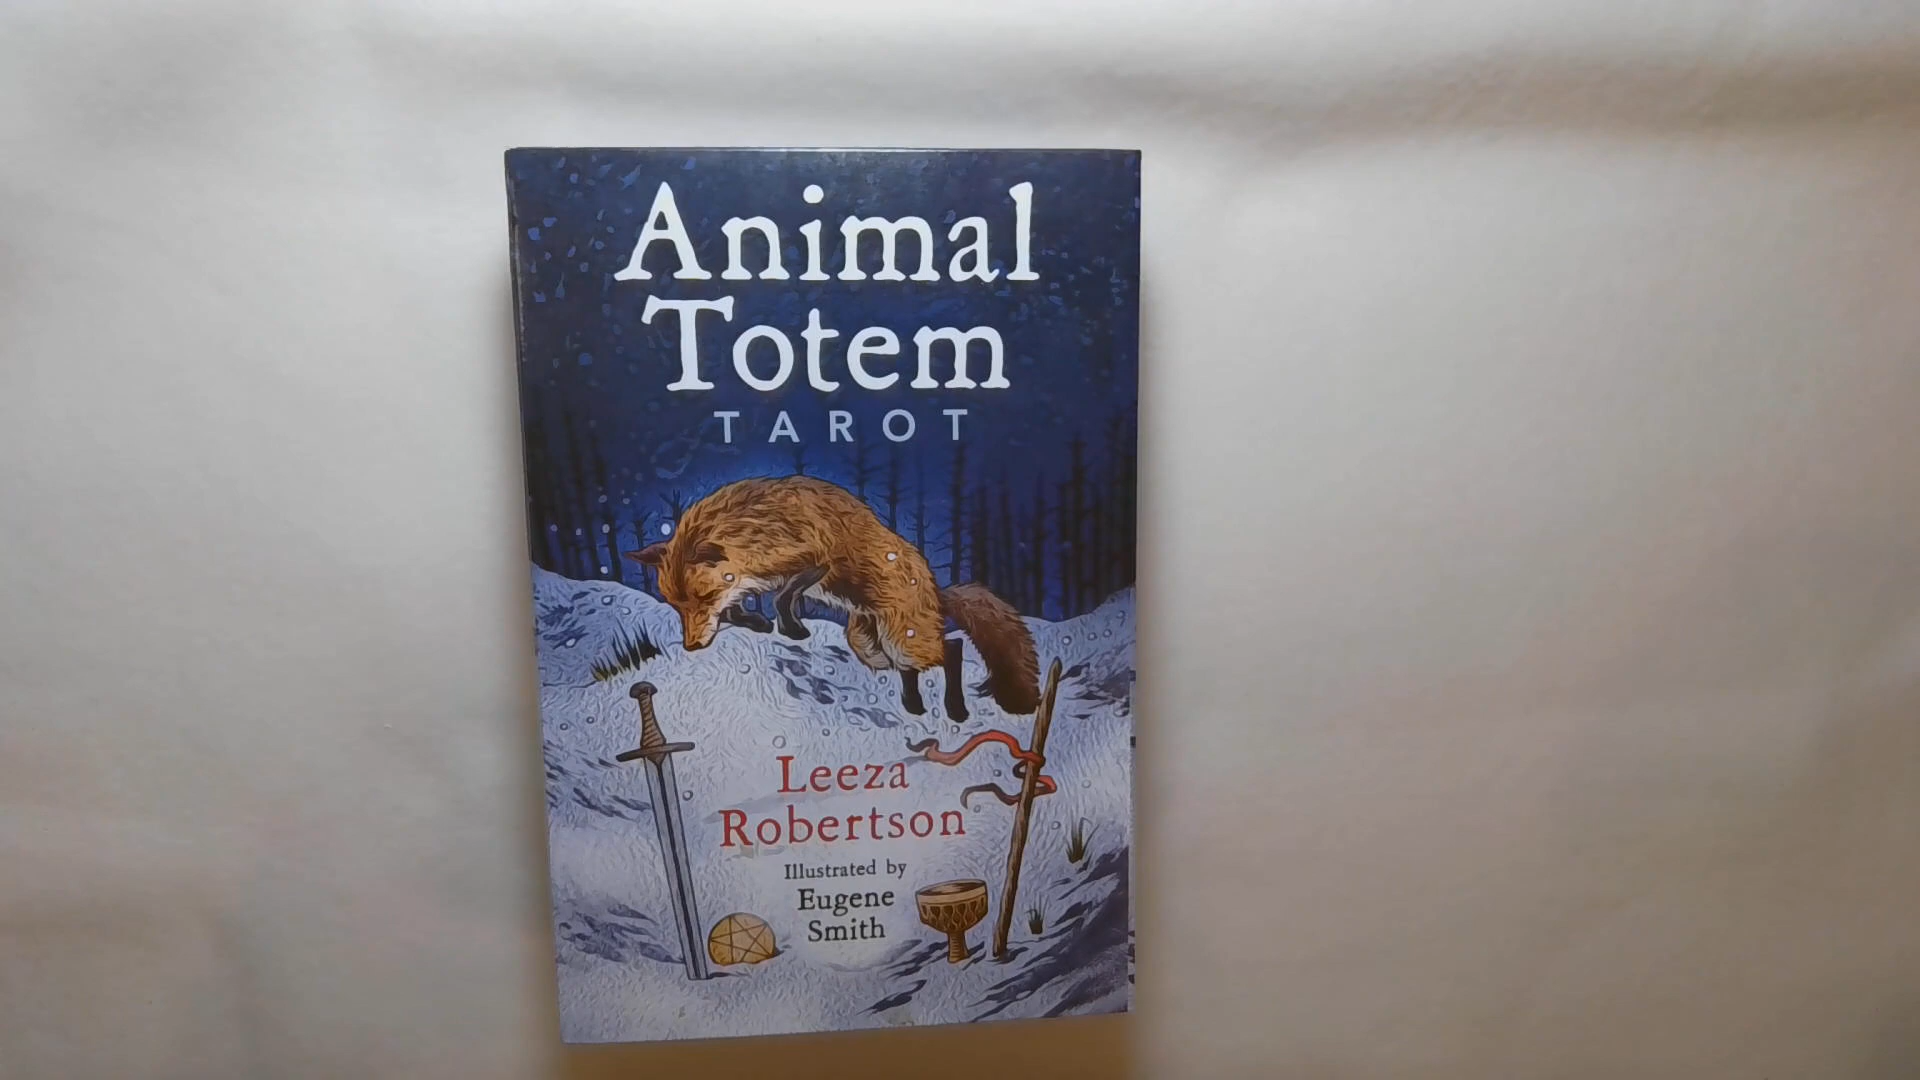 Animal
Totem
TAROT
Leeza
Robertson
Illustrated by
Eugene
Smith